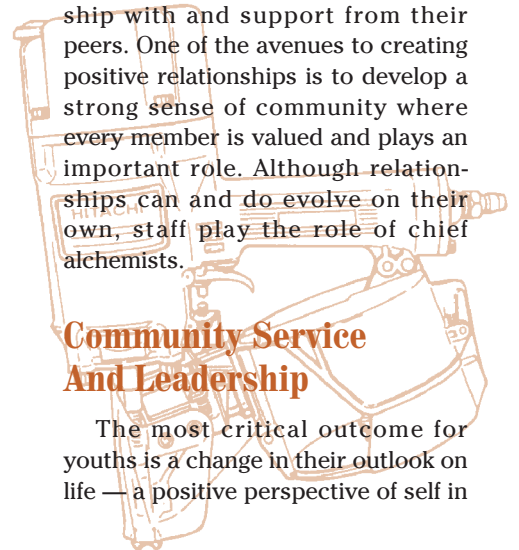 ship with and support from their
peers. One of the avenues to creating
positive relationships is to develop a
strong sense of community where
every member is valued and plays an
important role. Although relation-
ships can and do evolve on their
HITACHI
own, staff play the role of chief
alchemists.
Community Service
And Leadership
The most critical outcome for
youths is a change in their outlook on
life — a positive perspective of self in